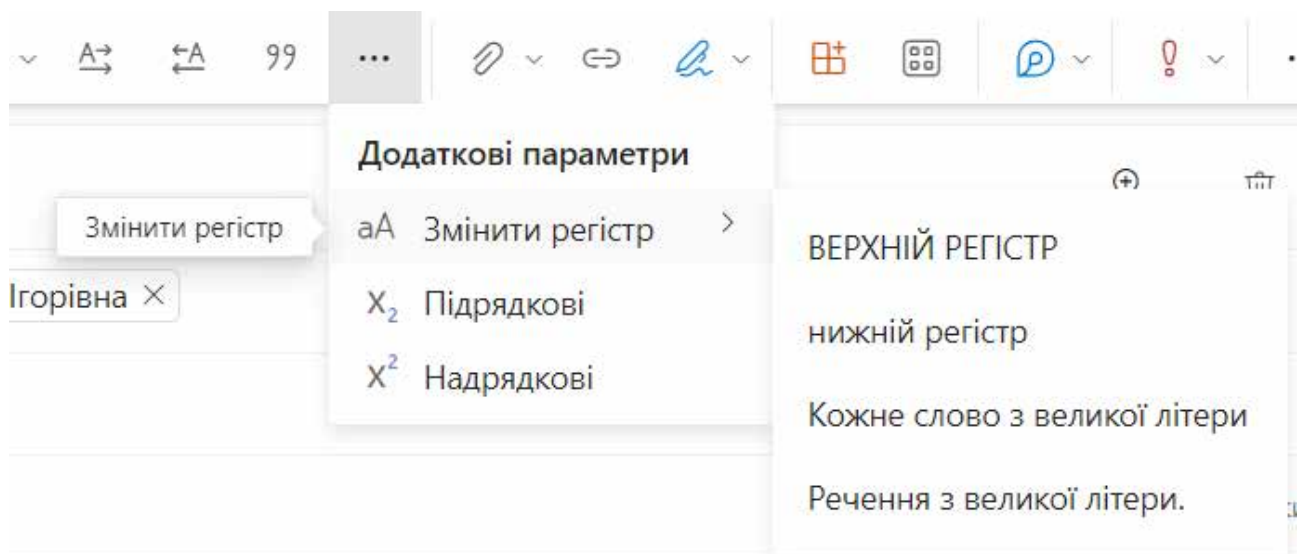 99
Додаткові параметри
Змінити регістр
aA Змінити регістр
Ігорівна
X₂ Підрядкові
X² Надрядкові
ВЕРХНІЙ РЕГІСТР
нижній регістр
Кожне слово з великої літери
Речення з великої літери.